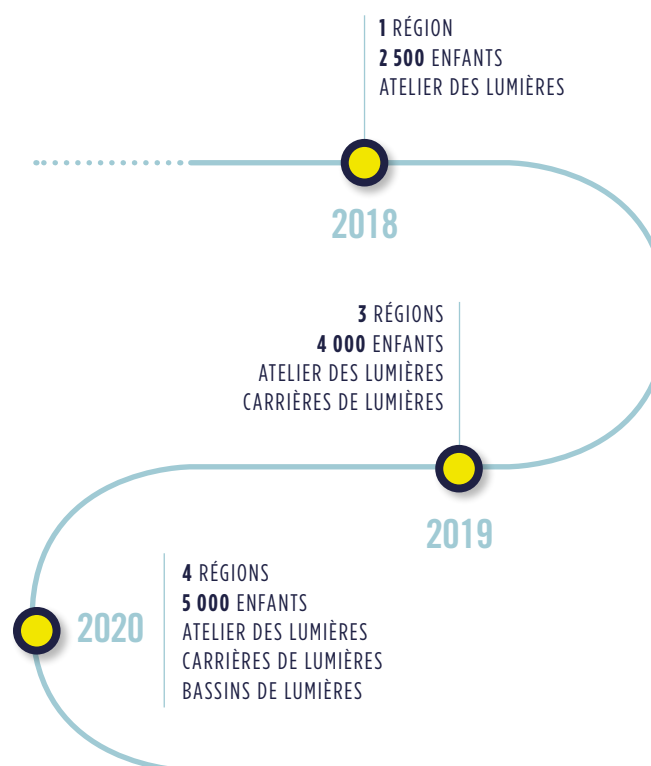 1 RÉGION
2 500 ENFANTS
ATELIER DES LUMIÈRES
2018
3 RÉGIONS
4 000 ENFANTS
ATELIER DES LUMIÈRES
CARRIÈRES DE LUMIÈRES
2019
2020
4 RÉGIONS
5 000 ENFANTS
ATELIER DES LUMIÈRES
CARRIÈRES DE LUMIÈRES
BASSINS DE LUMIÈRES